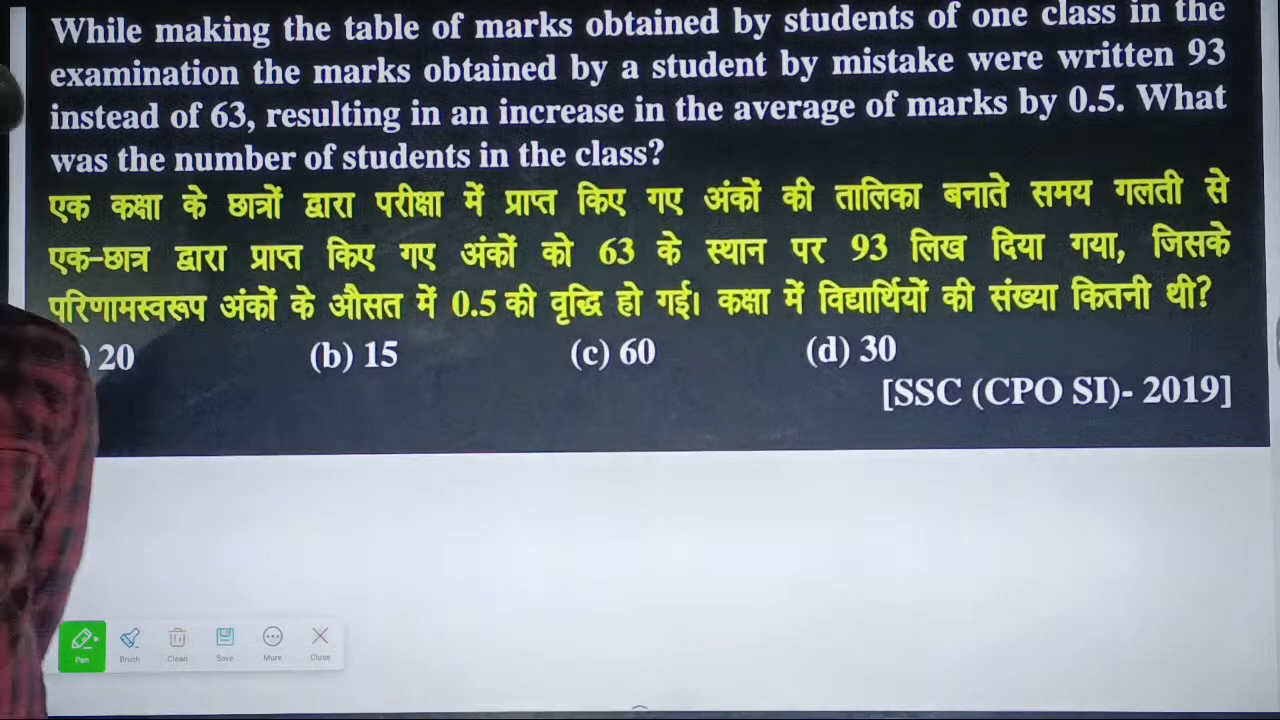 While making the table of marks obtained by students of one class in the
examination the marks obtained by a student by mistake were written 93
instead of 63, resulting in an increase in the average of marks by 0.5. What
was the number of students in the class?
एक कक्षा के छात्रों द्वारा परीक्षा में प्राप्त किए गए अंकों की तालिका बनाते समय गलती से
एक-छात्र द्वारा प्राप्त किए गए अंकों को 63 के स्थान पर 93 लिख दिया गया, जिसके
परिणामस्वरूप अंकों के औसत में 0.5 की वृद्धि हो गई। कक्षा में विद्यार्थियों की संख्या कितनी थी?
) 20 (b) 15 (c) 60 (d) 30
[SSC (CPO SI)- 2019]
Pen Brush Clean Save More Close